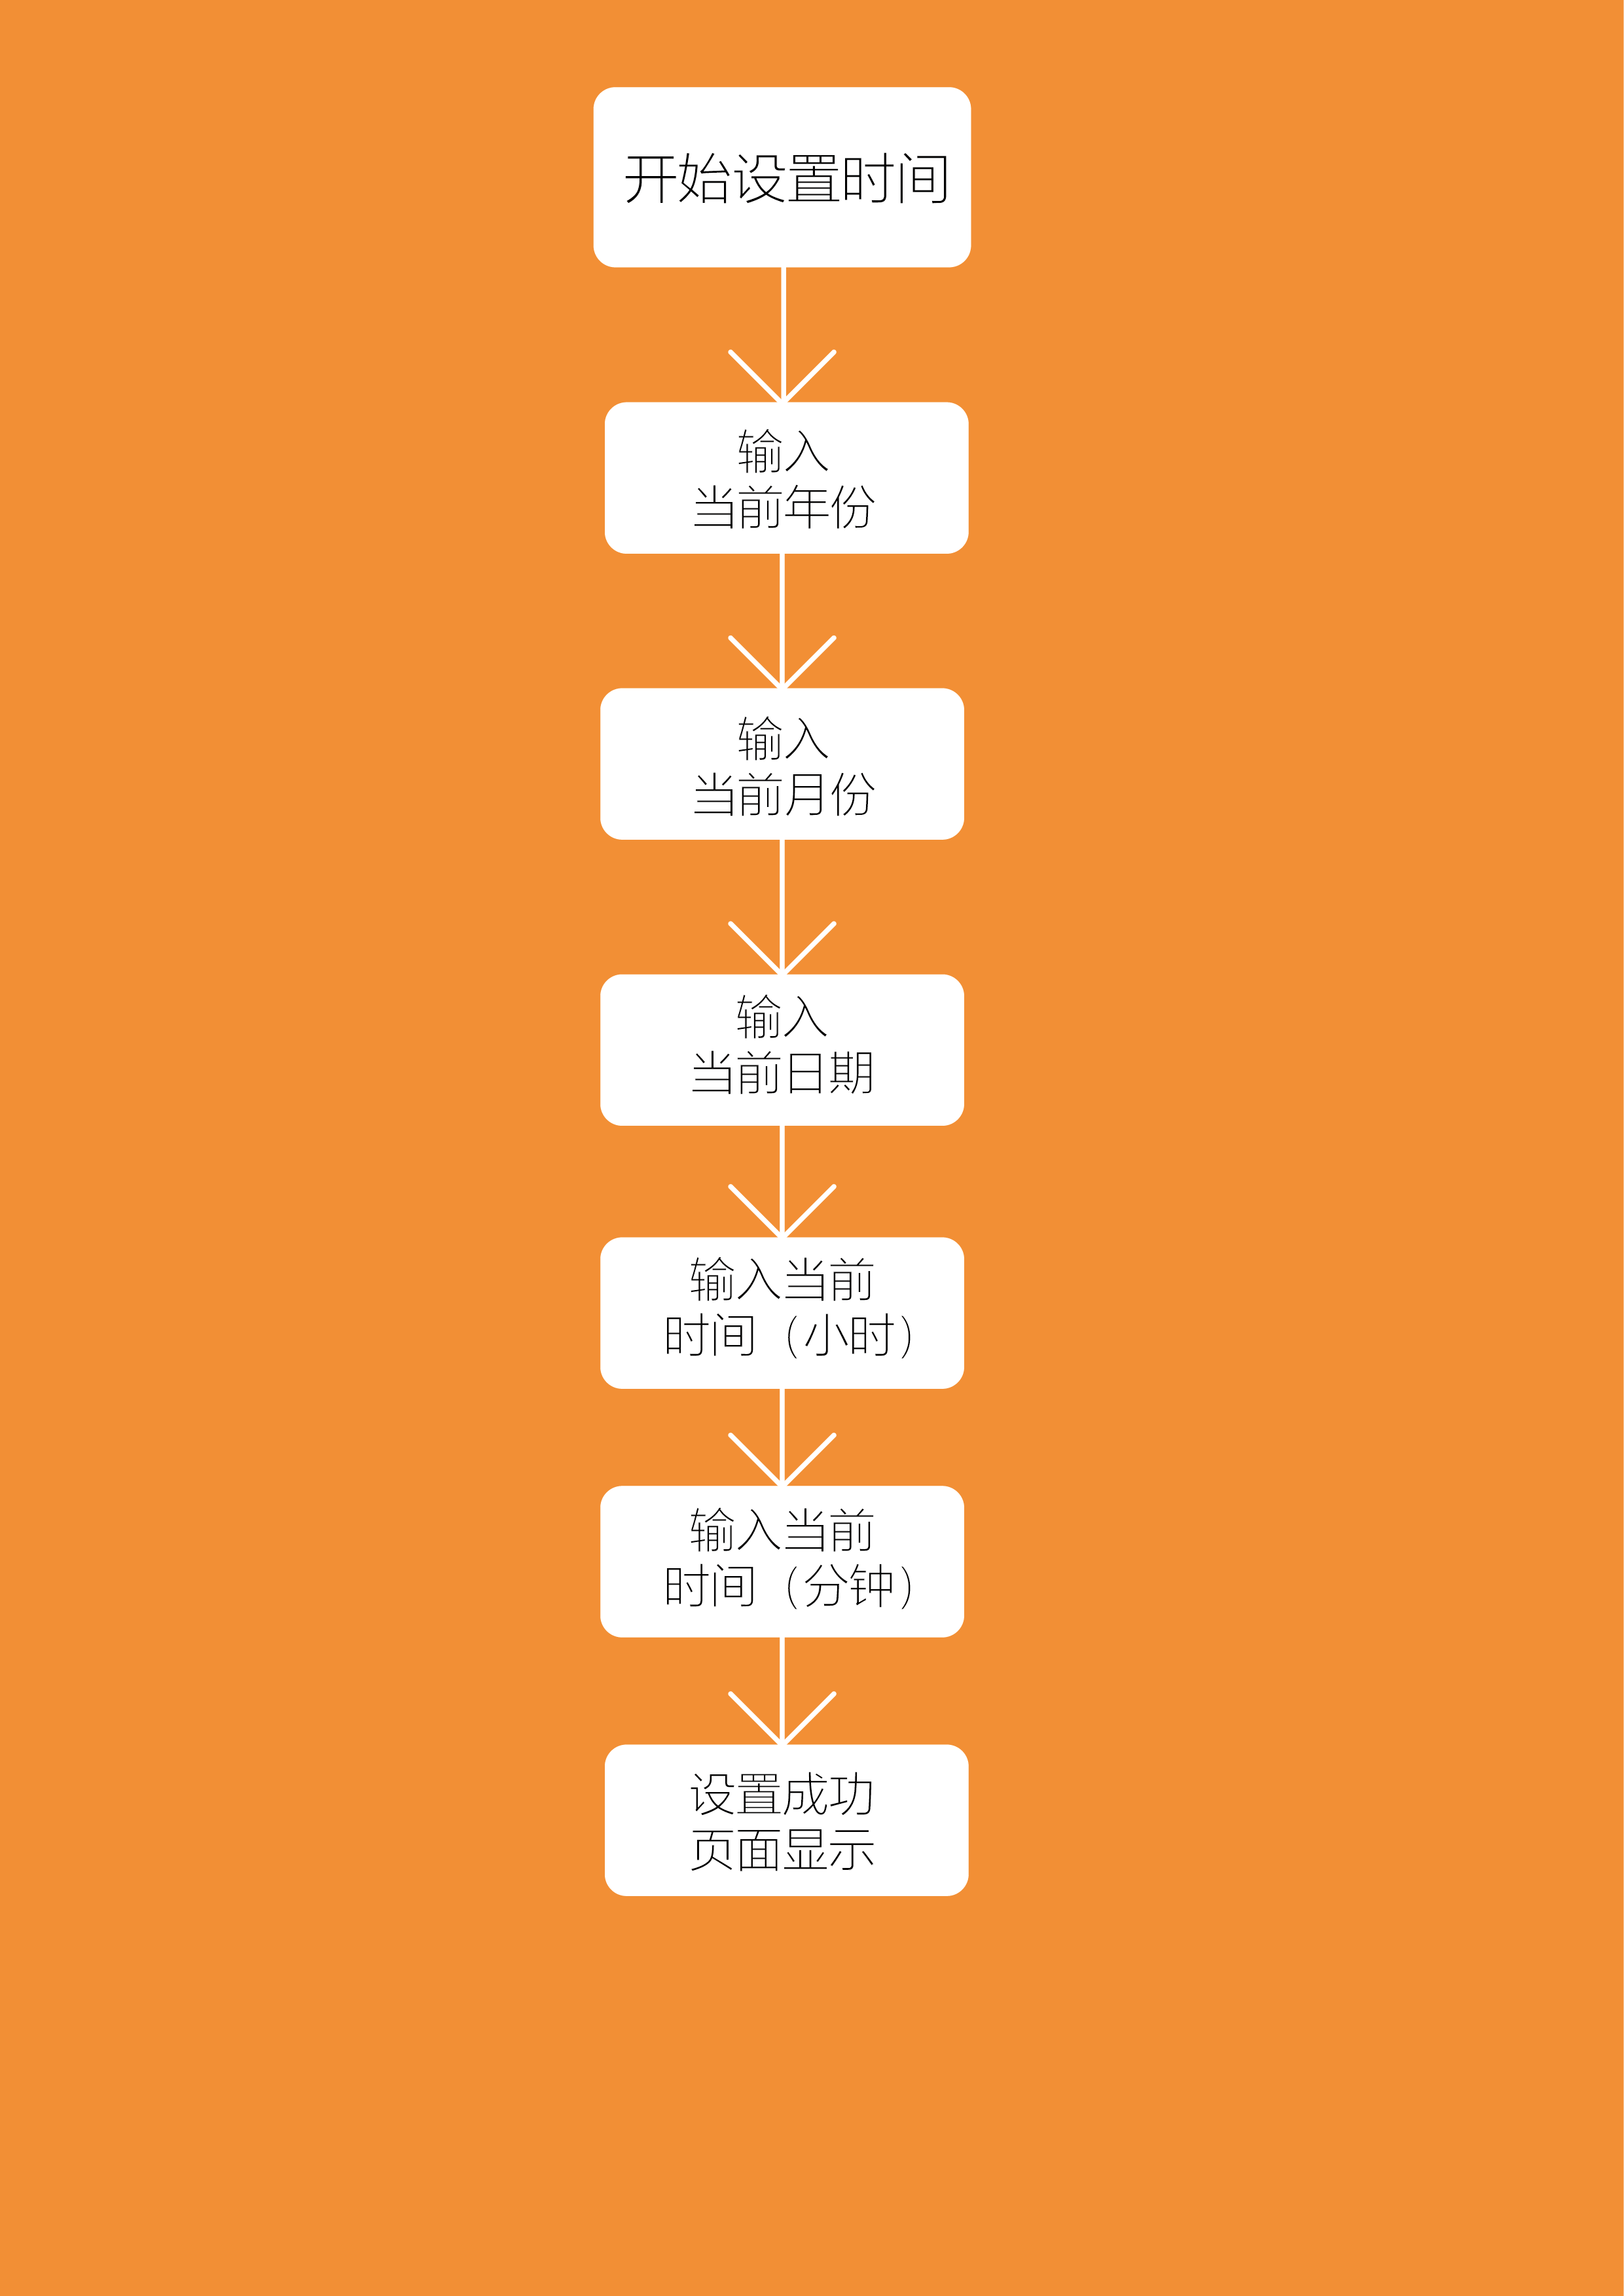 开始设置时间
输入
当前年份
输入
当前月份
输入
当前日期
输入当前
时间（小时）
输入当前
时间（分钟）
设置成功
页面显示